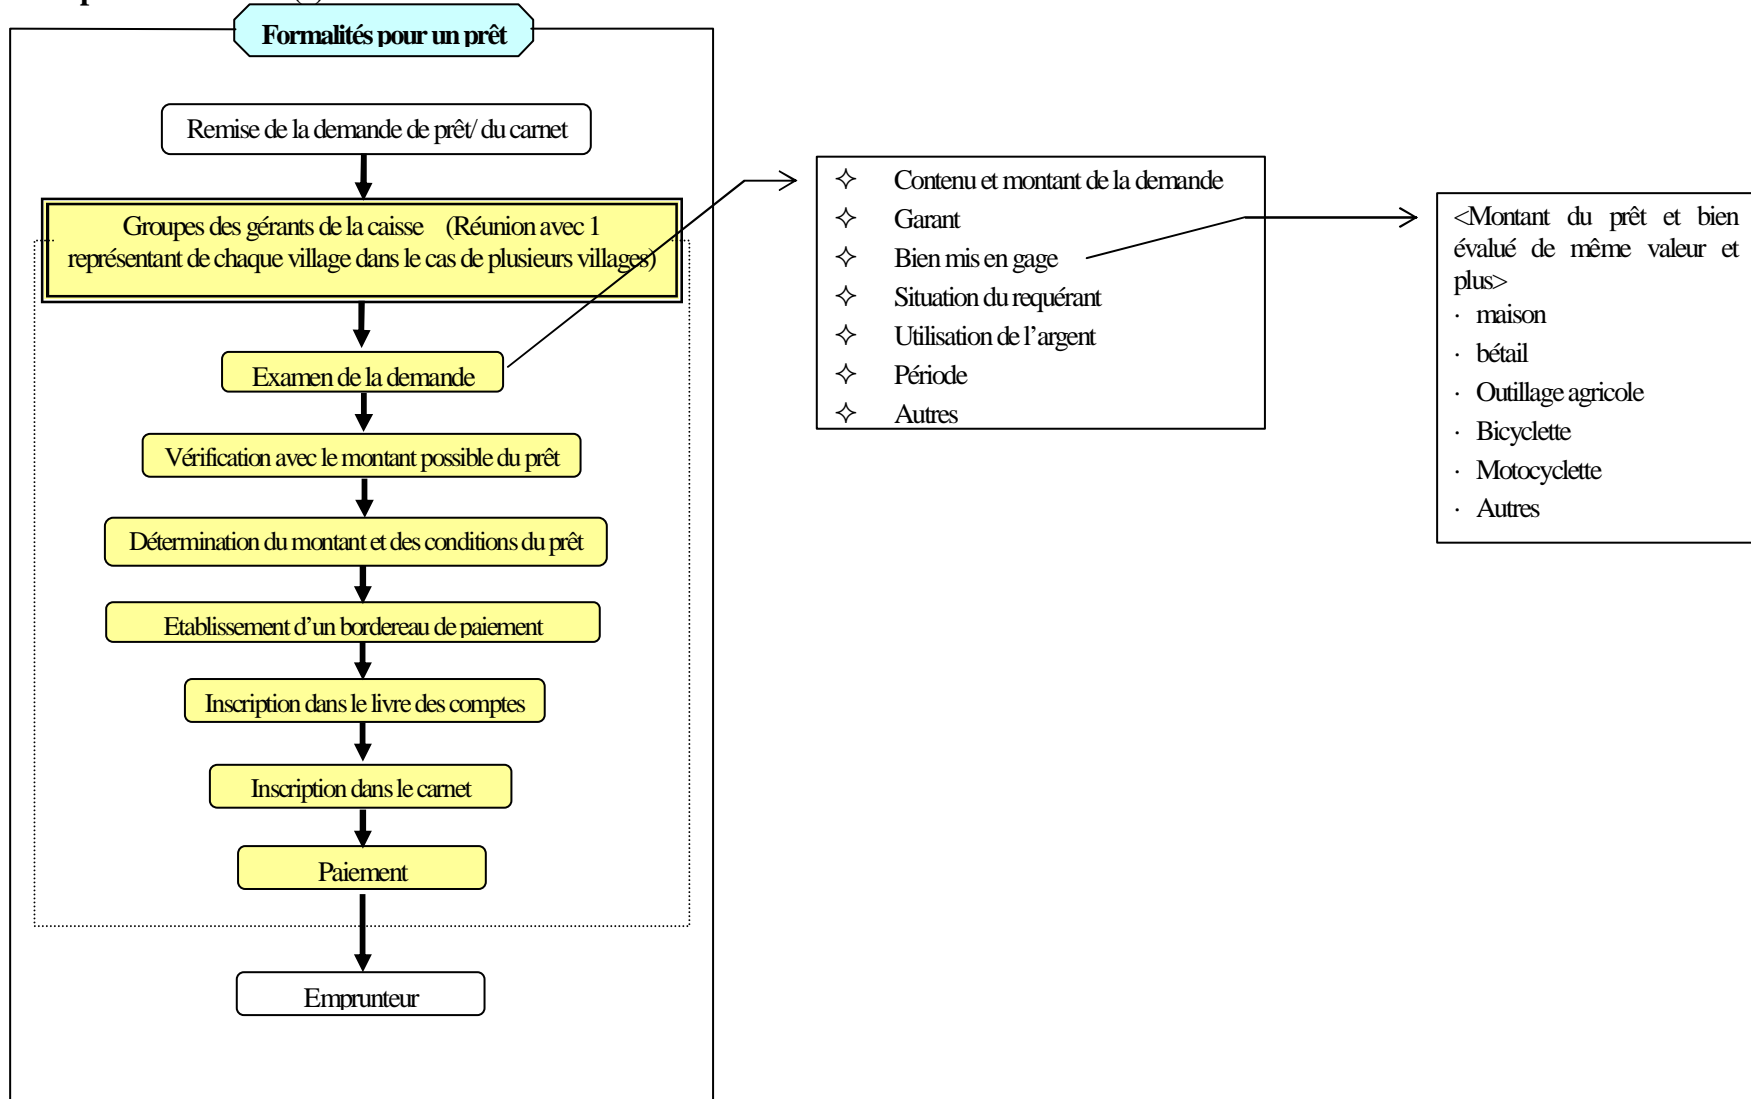 Formalités pour un prêt
Remise de la demande de prêt/ du carnet
Groupes des gérants de la caisse (Réunion avec 1
représentant de chaque village dans le cas de plusieurs villages)
Examen de la demande
Vérification avec le montant possible du prêt
Détermination du montant et des conditions du prêt
Etablissement d’un bordereau de paiement
Inscription dans le livre des comptes
Inscription dans le carnet
Paiement
Emprunteur
✧ Contenu et montant de la demande
✧ Garant
✧ Bien mis en gage
✧ Situation du requérant
✧ Utilisation de l’argent
✧ Période
✧ Autres
<Montant du prêt et bien
évalué de même valeur et
plus>
· maison
· bétail
· Outillage agricole
· Bicyclette
· Motocyclette
· Autres